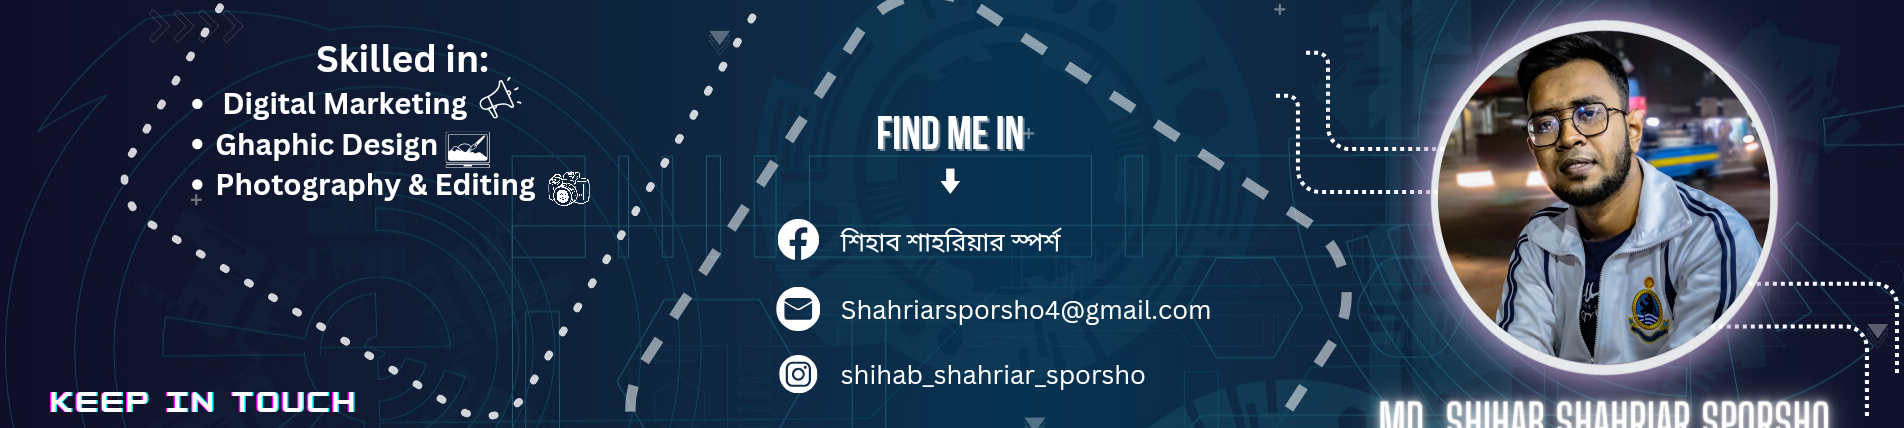 Skilled in:
Digital Marketing
Ghaphic Design
Photography & Editing
KEEP IN TOUCH
FIND ME IN
শিহাব শাহরিয়ার স্পর্শ
Shahriarsporsho4@gmail.com
shihab_shahriar_sporsho
MD. SHIHAB SHAHRIAR SPORSHO